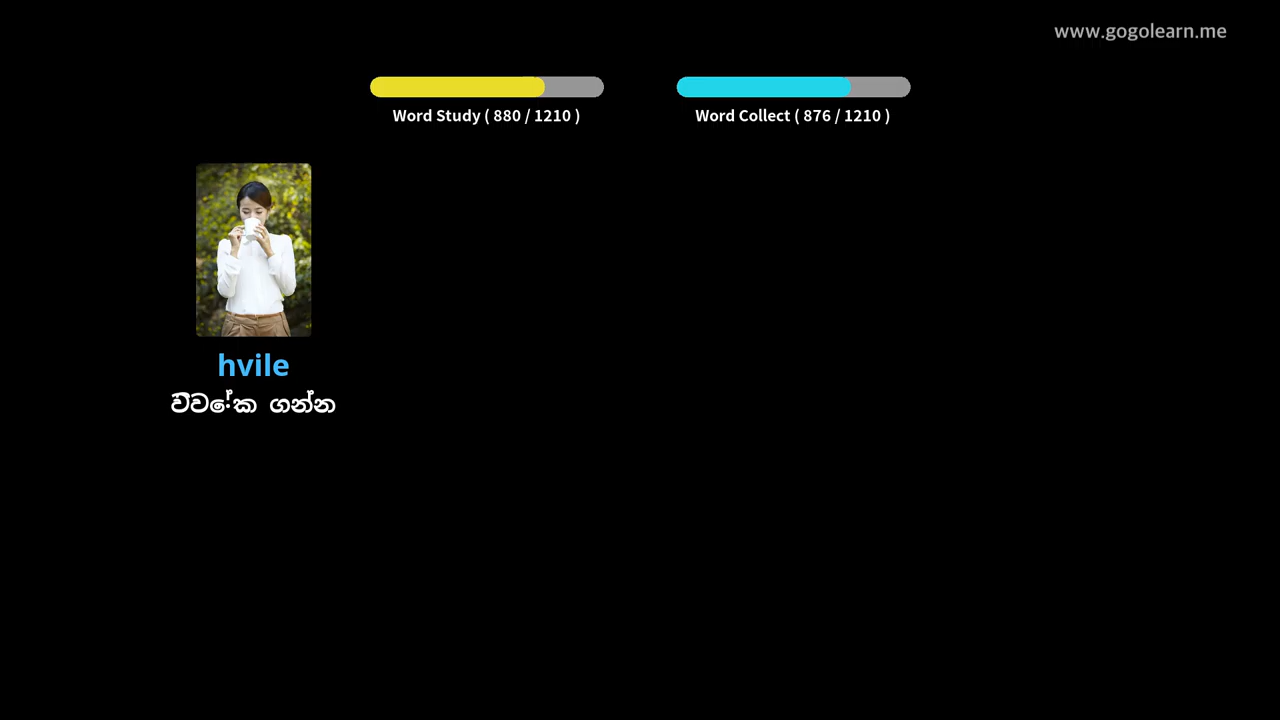 www.gogolearn.me
Word Study ( 880 / 1210 )
Word Collect ( 876 / 1210 )
hvile
විවේක ගන්න